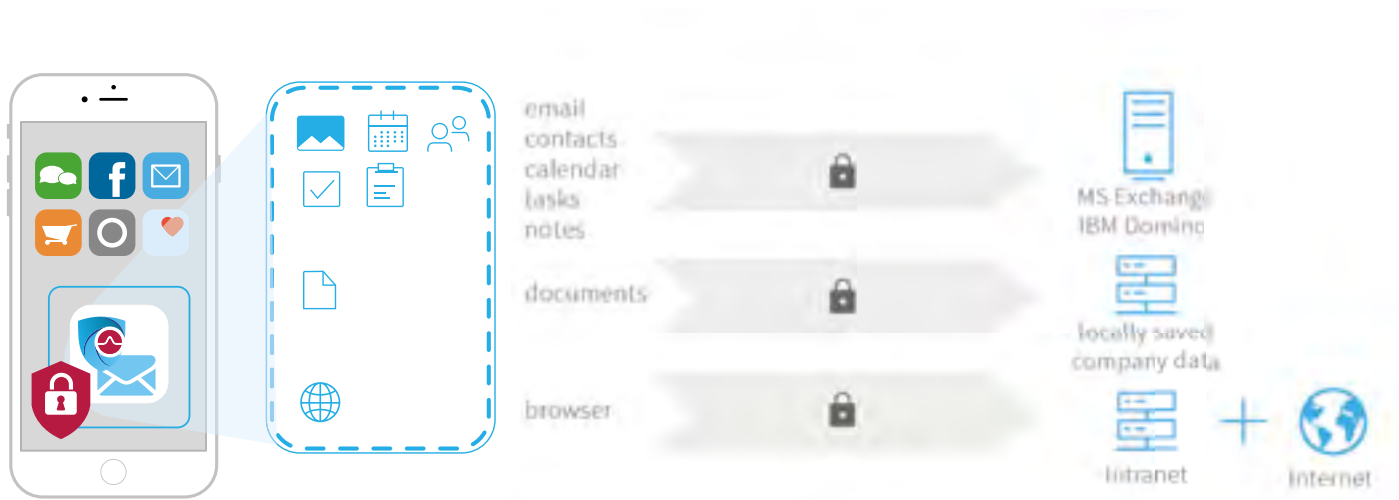 email
contacts
calendar
tasks
notes
MS Exchange
IBM Domino
documents
locally saved
company data
browser
Intranet
Internet